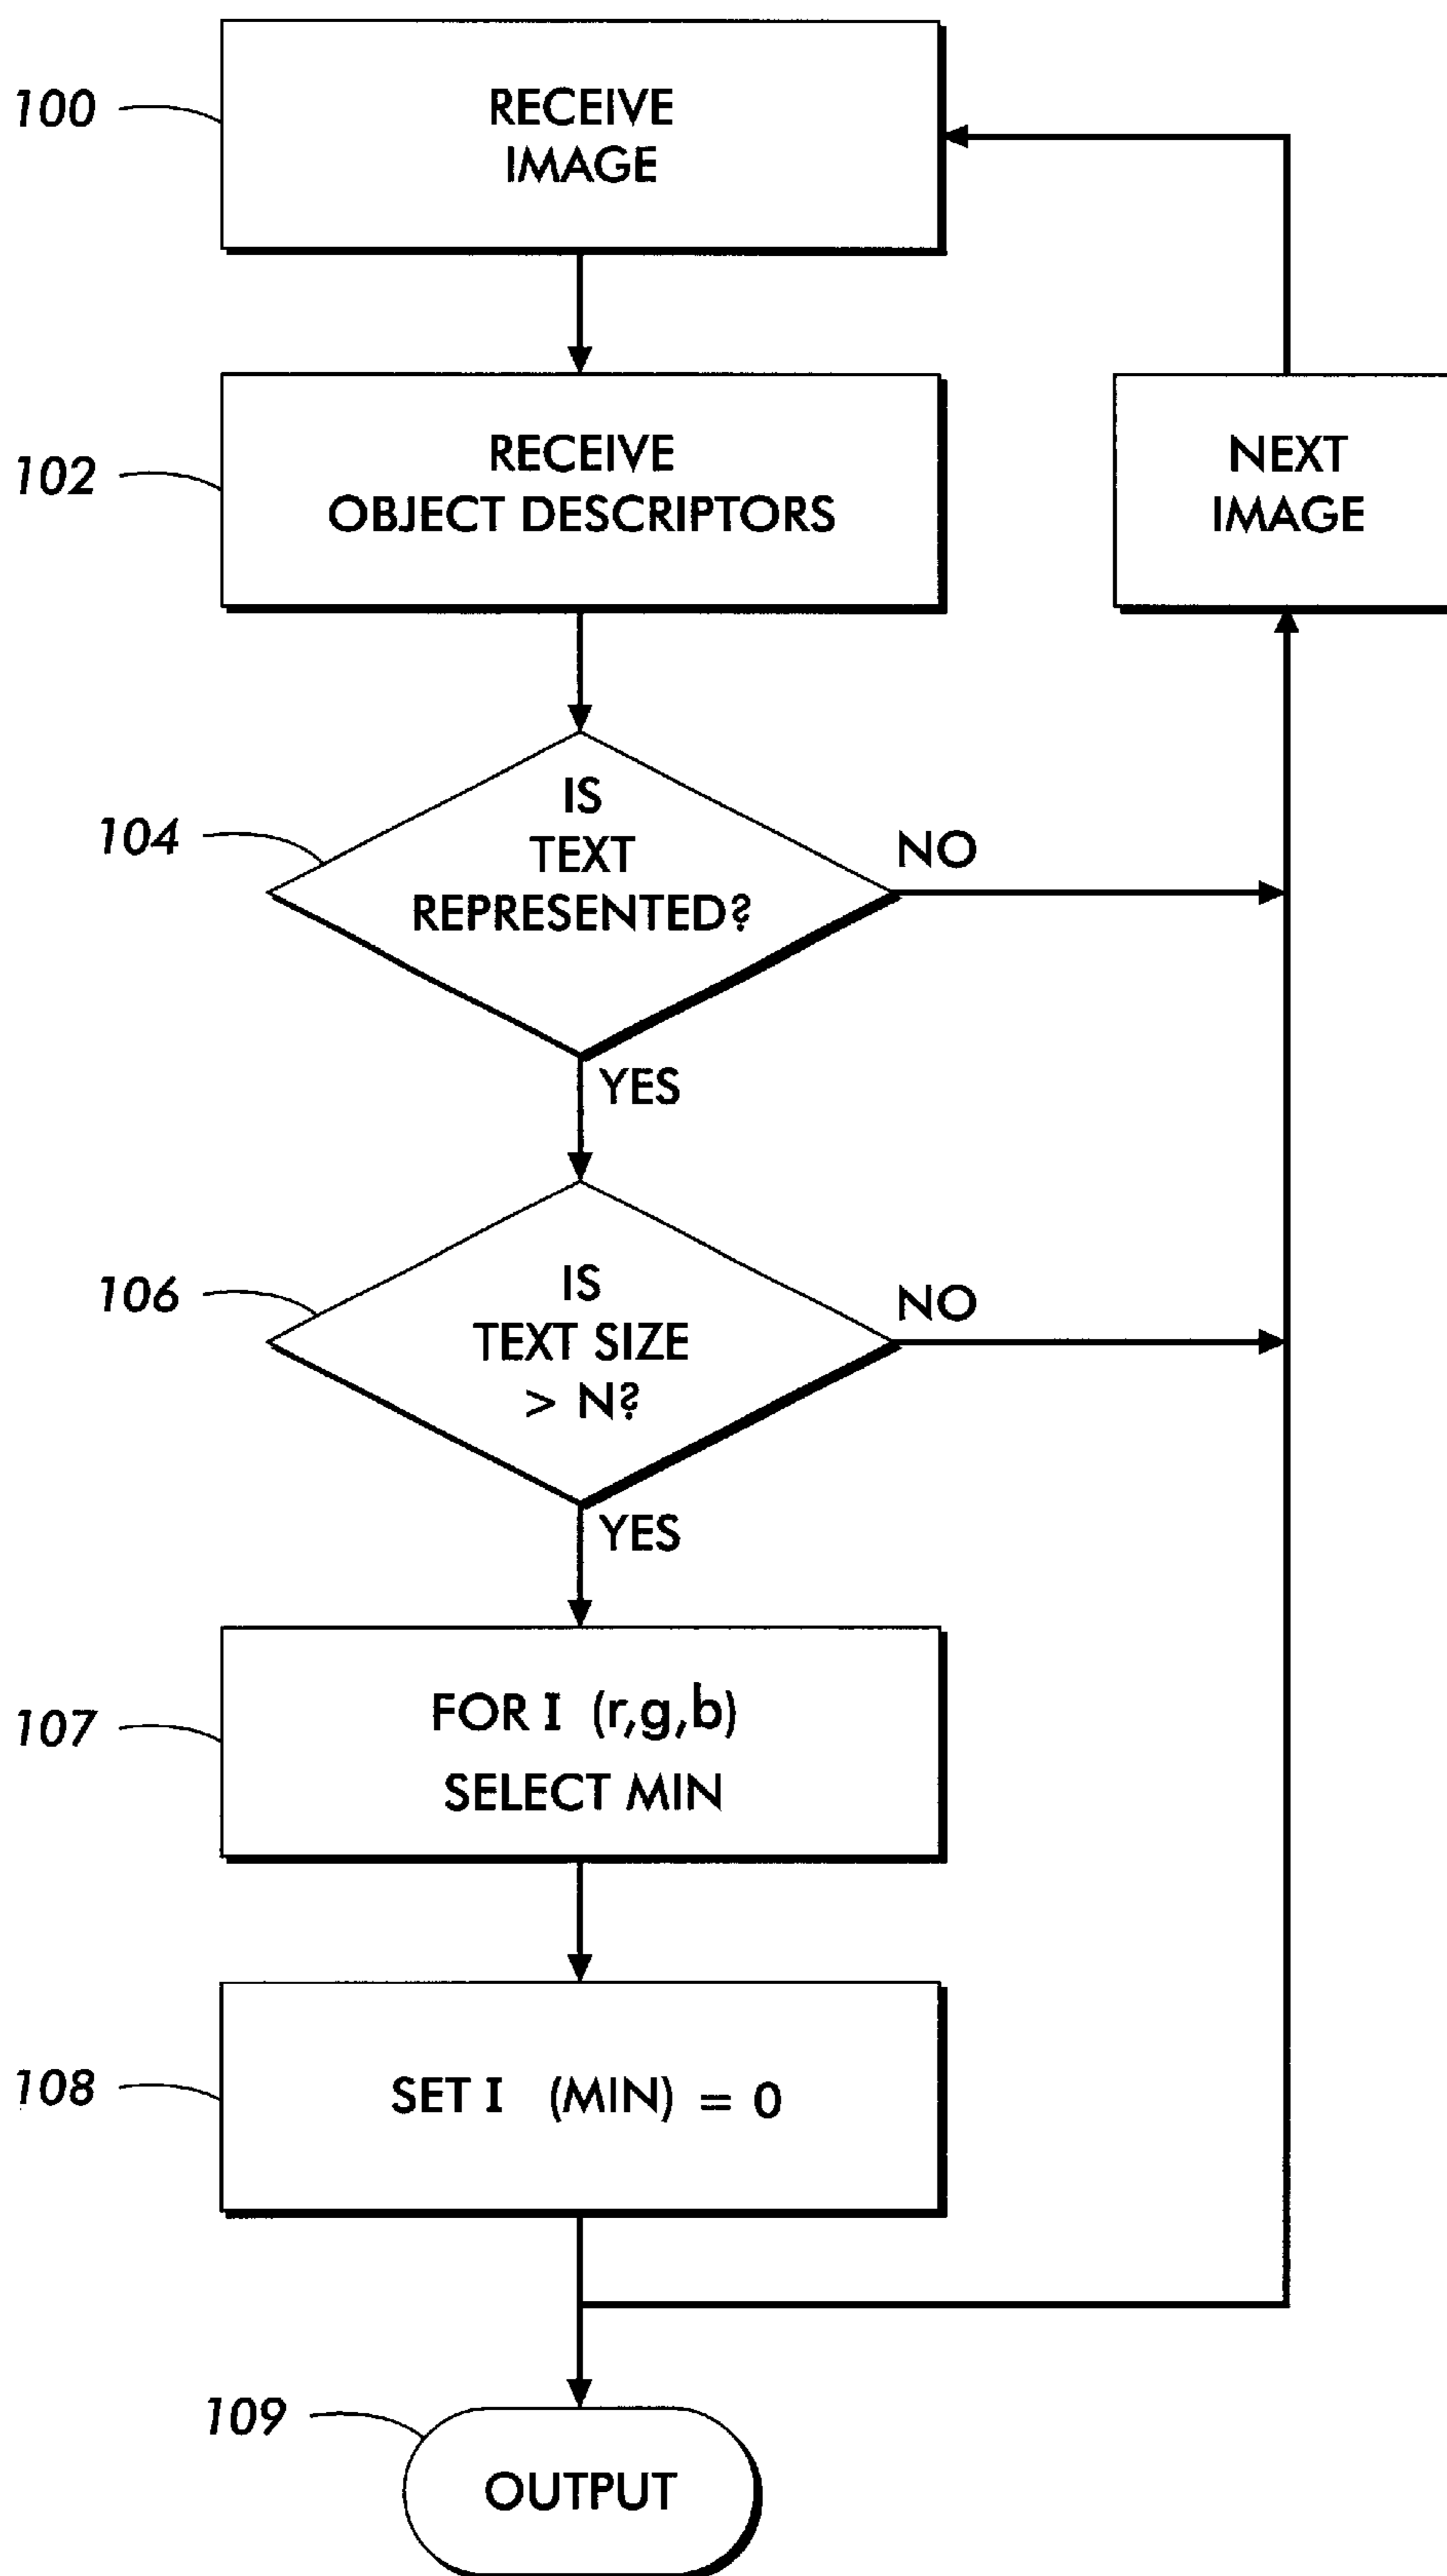 100
RECEIVE
IMAGE
102
RECEIVE
OBJECT DESCRIPTORS
NEXT
IMAGE
104
IS
TEXT
REPRESENTED?
NO
YES
106
IS
TEXT SIZE
> N?
NO
YES
107
FOR I (r,g,b)
SELECT MIN
108
SET I (MIN) = 0
109
OUTPUT